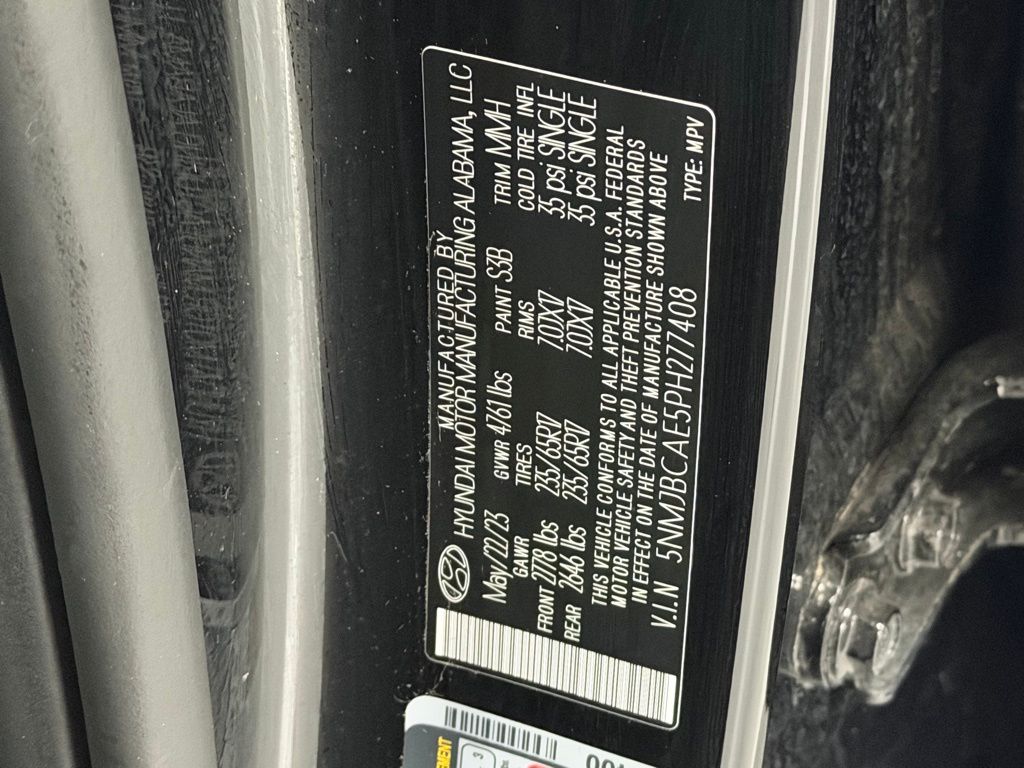 MANUFACTURED BY
HYUNDAI MOTOR MANUFACTURING ALABAMA, LLC
May/22/23 GVWR 4761 lbs PAINT S3B TRIM MMH
GAWR TIRES RIMS COLD TIRE INFL
FRONT 2778 lbs 235/65R17 7.0JX17 35 psi SINGLE
REAR 2646 lbs 235/65R17 7.0JX17 35 psi SINGLE
THIS VEHICLE CONFORMS TO ALL APPLICABLE U.S.A. FEDERAL
MOTOR VEHICLE SAFETY AND THEFT PREVENTION STANDARDS
IN EFFECT ON THE DATE OF MANUFACTURE SHOWN ABOVE
V.I.N 5NMJBCAE5PH277408 TYPE: MPV
3